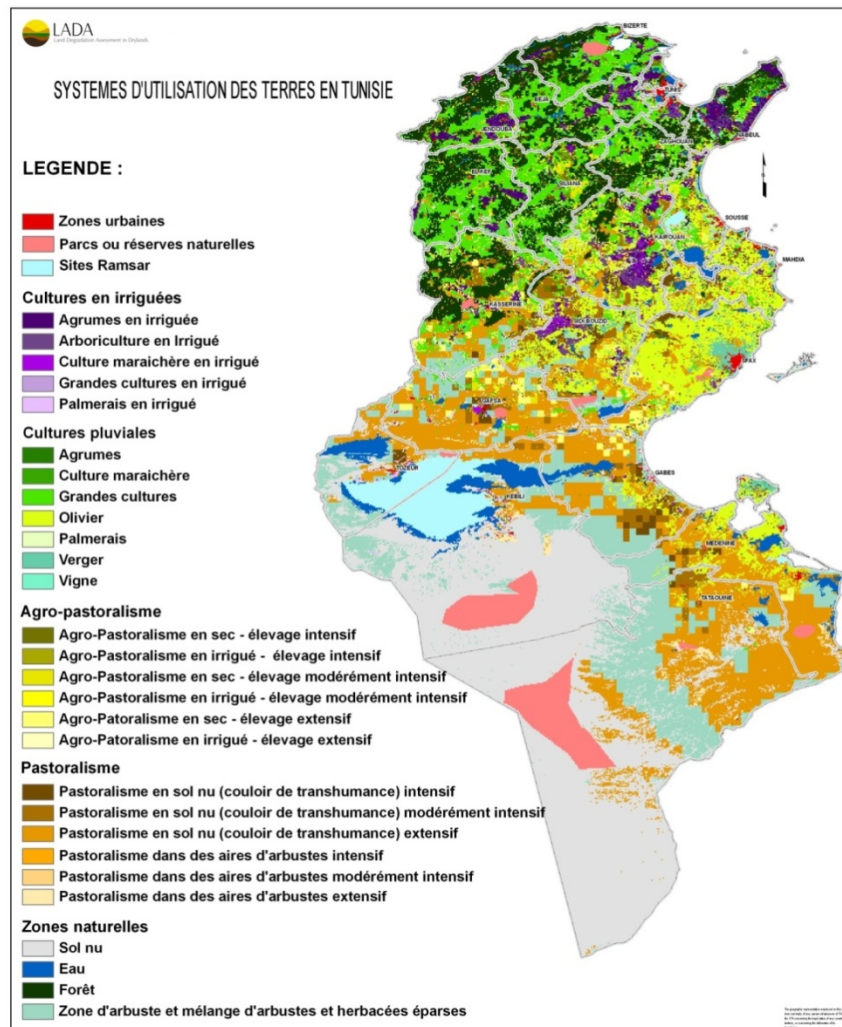 LADA
Land Degradation Assessment in Drylands
SYSTEMES D'UTILISATION DES TERRES EN TUNISIE
LEGENDE :
Zones urbaines
Parcs ou réserves naturelles
Sites Ramsar
Cultures en irriguées
Agrumes en irriguée
Arboriculture en Irrigué
Culture maraichère en irrigué
Grandes cultures en irrigué
Palmerais en irrigué
Cultures pluviales
Agrumes
Culture maraichère
Grandes cultures
Olivier
Palmerais
Verger
Vigne
Agro-pastoralisme
Agro-Pastoralisme en sec - élevage intensif
Agro-Pastoralisme en irrigué - élevage intensif
Agro-Pastoralisme en sec - élevage modérément intensif
Agro-Pastoralisme en irrigué - élevage modérément intensif
Agro-Patoralisme en sec - élevage extensif
Agro-Patoralisme en irrigué - élevage extensif
Pastoralisme
Pastoralisme en sol nu (couloir de transhumance) intensif
Pastoralisme en sol nu (couloir de transhumance) modérément intensif
Pastoralisme en sol nu (couloir de transhumance) extensif
Pastoralisme dans des aires d'arbustes intensif
Pastoralisme dans des aires d'arbustes modérément intensif
Pastoralisme dans des aires d'arbustes extensif
Zones naturelles
Sol nu
Eau
Forêt
Zone d'arbuste et mélange d'arbustes et herbacées éparses
BIZERTE
TUNIS
BEJA
JENDOUBA
NABEUL
ZAGHOUAN
SILIANA
SOUSSE
KAIROUAN
MAHDIA
KASSERINE
SIDI BOUZID
SFAX
GAFSA
TOZEUR
GABES
KEBILI
MEDENINE
TATAOUINE